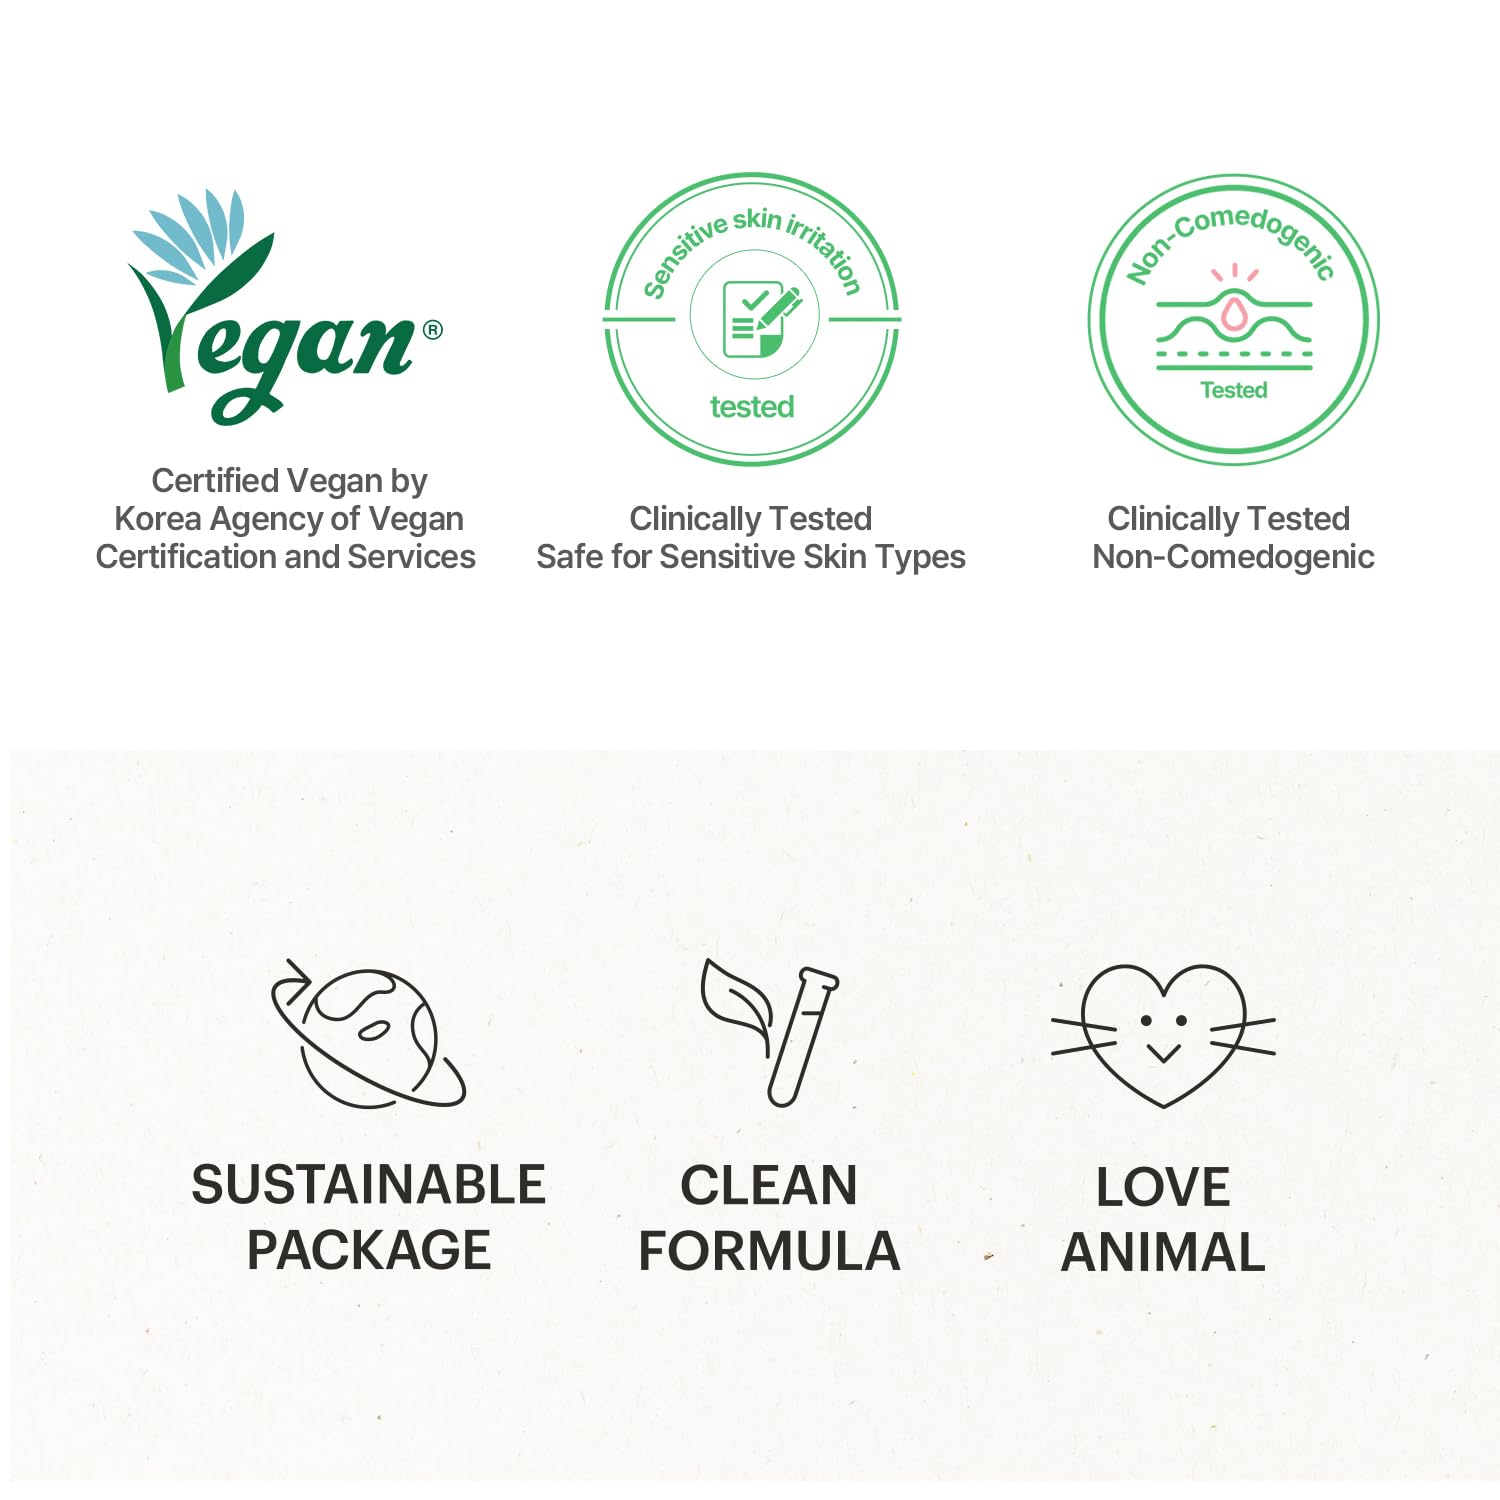 Vegan®
Certified Vegan by
Korea Agency of Vegan
Certification and Services
Sensitive skin irritation
tested
Clinically Tested
Safe for Sensitive Skin Types
Non-Comedogenic
Tested
Clinically Tested
Non-Comedogenic
SUSTAINABLE
PACKAGE
CLEAN
FORMULA
LOVE
ANIMAL